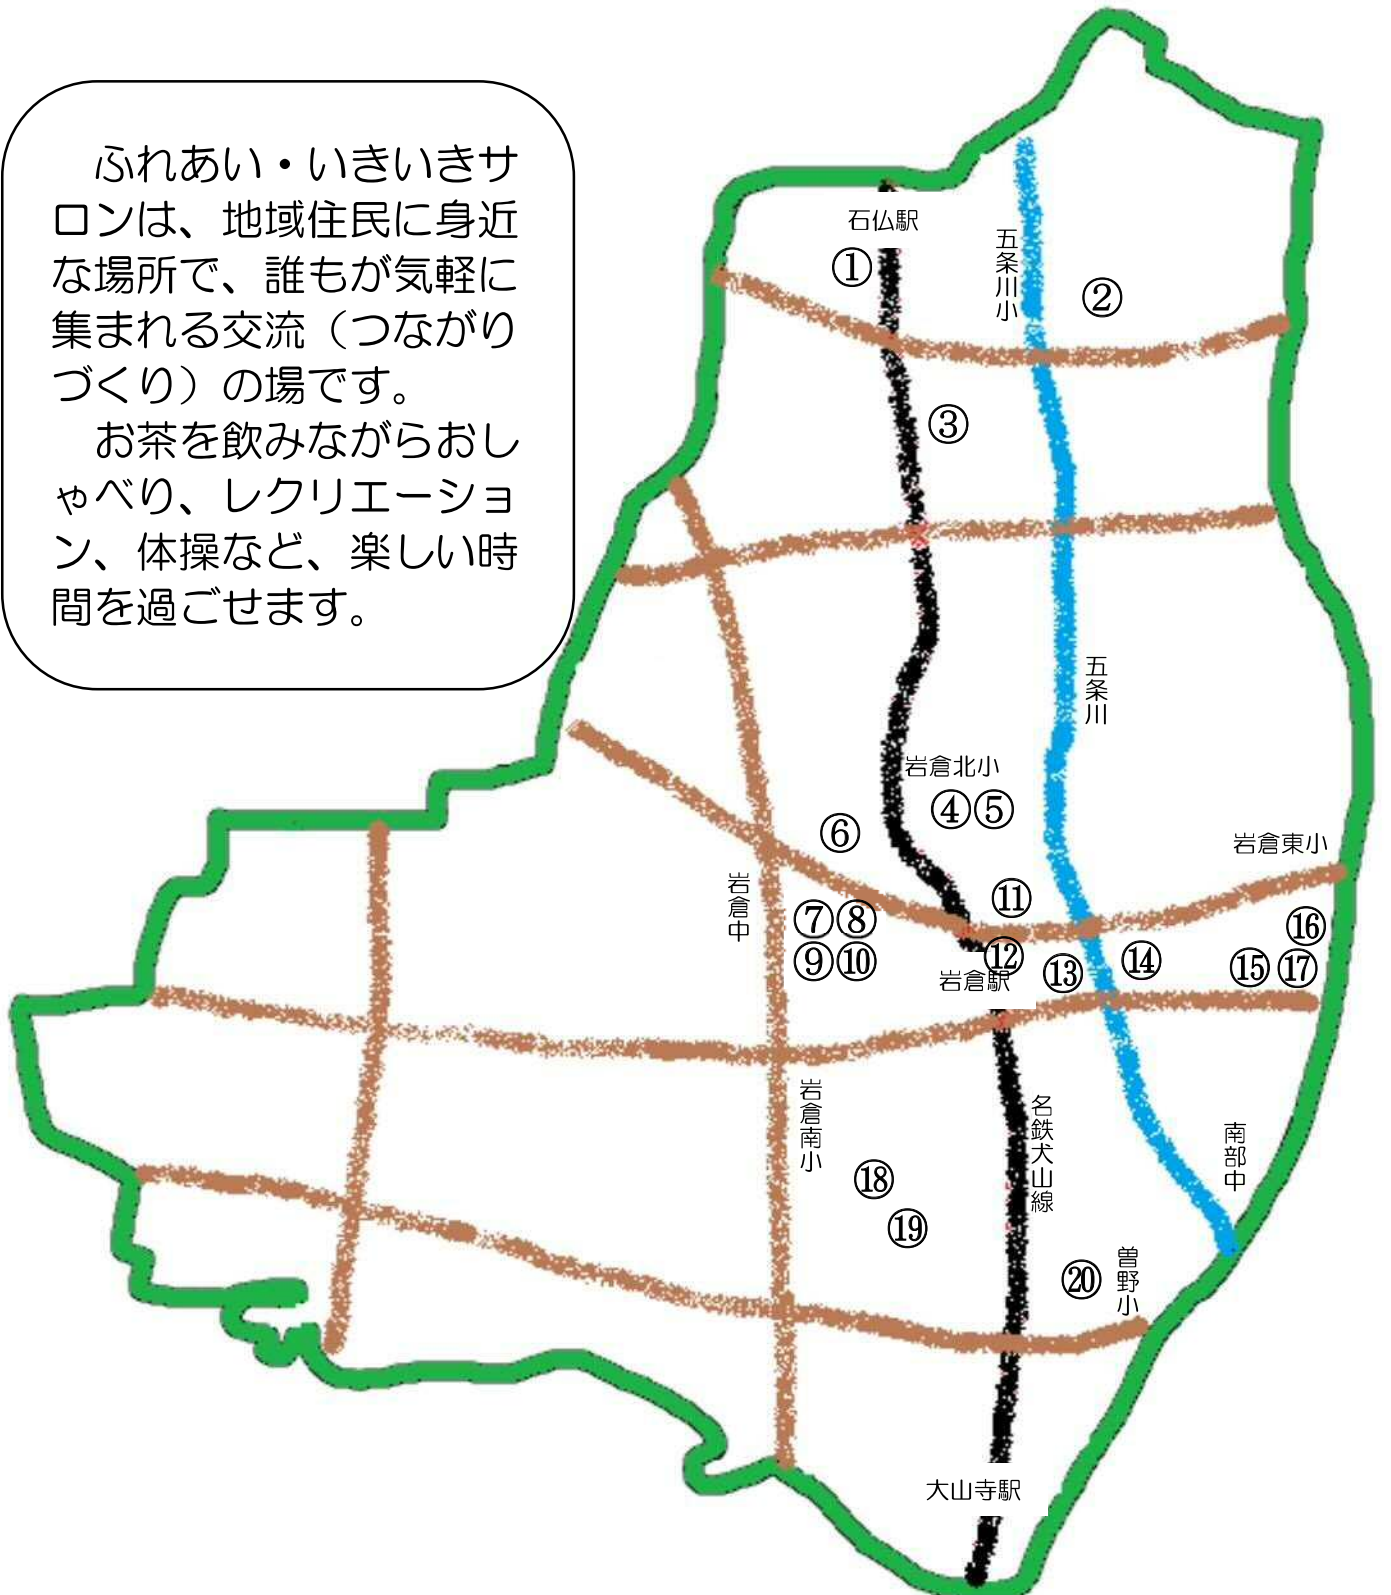 ふれあい・いきいきサ
ロンは、地域住民に身近
な場所で、誰もが気軽に
集まれる交流（つながり
づくり）の場です。
お茶を飲みながらおし
ゃべり、レクリエーショ
ン、体操など、楽しい時
間を過ごせます。
石仏駅
①
五条川小
②
③
五条川
岩倉北小
④⑤
⑥
岩倉東小
岩倉中
⑦⑧
⑨⑩
⑪
⑫
岩倉駅
⑬
⑭
⑮
⑯
⑰
岩倉南小
名鉄犬山線
南部中
⑱
⑲
⑳
曽野小
大山寺駅